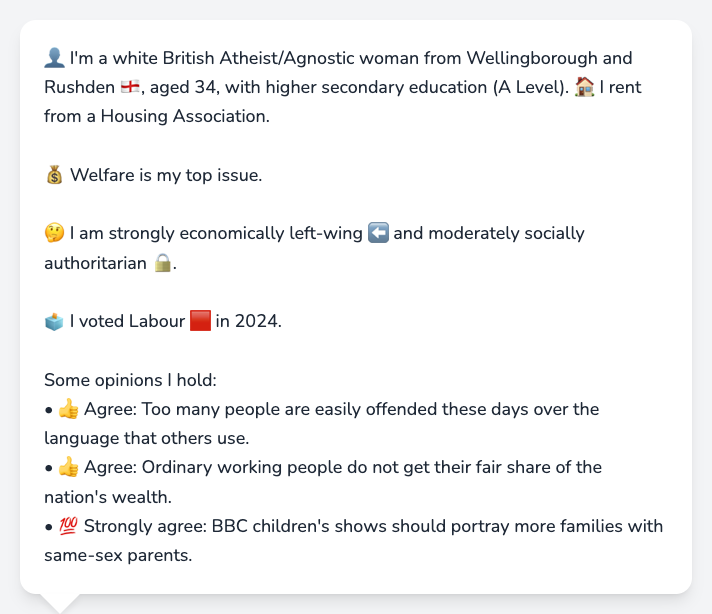 👤 I'm a white British Atheist/Agnostic woman from Wellingborough and
Rushden 🏴󠁧󠁢󠁥󠁮󠁧󠁿, aged 34, with higher secondary education (A Level). 🏠 I rent
from a Housing Association.
💰 Welfare is my top issue.
🤔 I am strongly economically left-wing ⬅️ and moderately socially
authoritarian 🔒.
🗳️ I voted Labour 🟥 in 2024.
Some opinions I hold:
• 👍 Agree: Too many people are easily offended these days over the
language that others use.
• 👍 Agree: Ordinary working people do not get their fair share of the
nation's wealth.
• 💯 Strongly agree: BBC children's shows should portray more families with
same-sex parents.